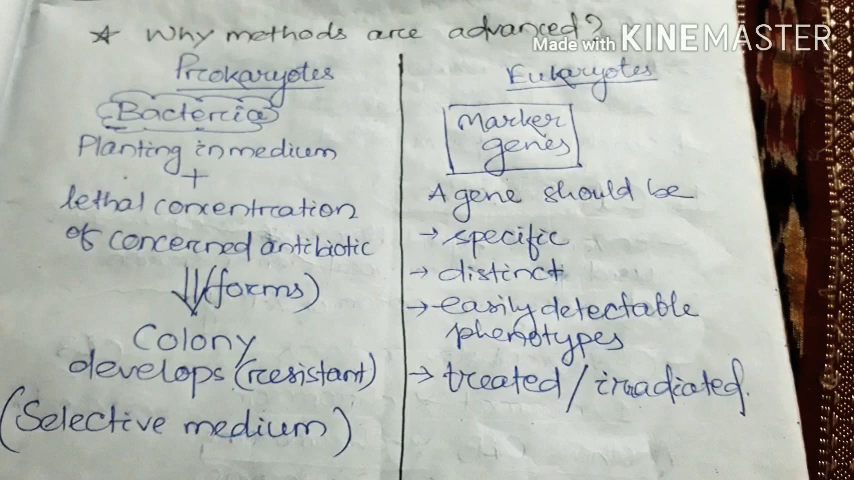 * Why methods are advanced?
Made with KINEMASTER
Prokaryotes
Bacteria
Planting in medium
+
lethal concentration
of concerned antibiotic
(forms)
Colony
develops (resistant)
(Selective medium)
Eukaryotes
Marker
genes
A gene should be
→ specific
→ distinct
→ easily detectable
phenotypes
→ treated / irradiated.